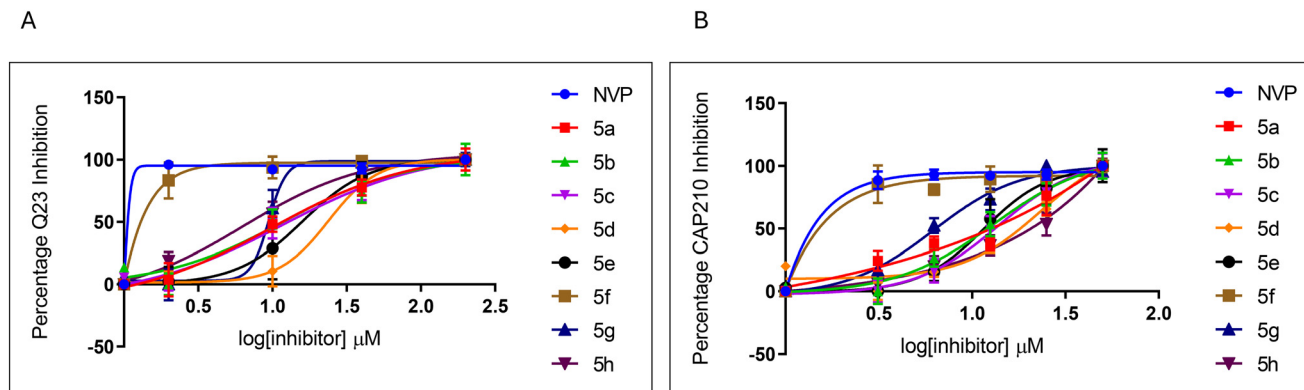 A
B
Percentage Q23 Inhibition
150
100
50
0
-50
0.5
1.0
1.5
2.0
2.5
log[inhibitor] μM
NVP
5a
5b
5c
5d
5e
5f
5g
5h
Percentage CAP210 Inhibition
150
100
50
0
-50
0.5
1.0
1.5
2.0
log[inhibitor] μM
NVP
5a
5b
5c
5d
5e
5f
5g
5h